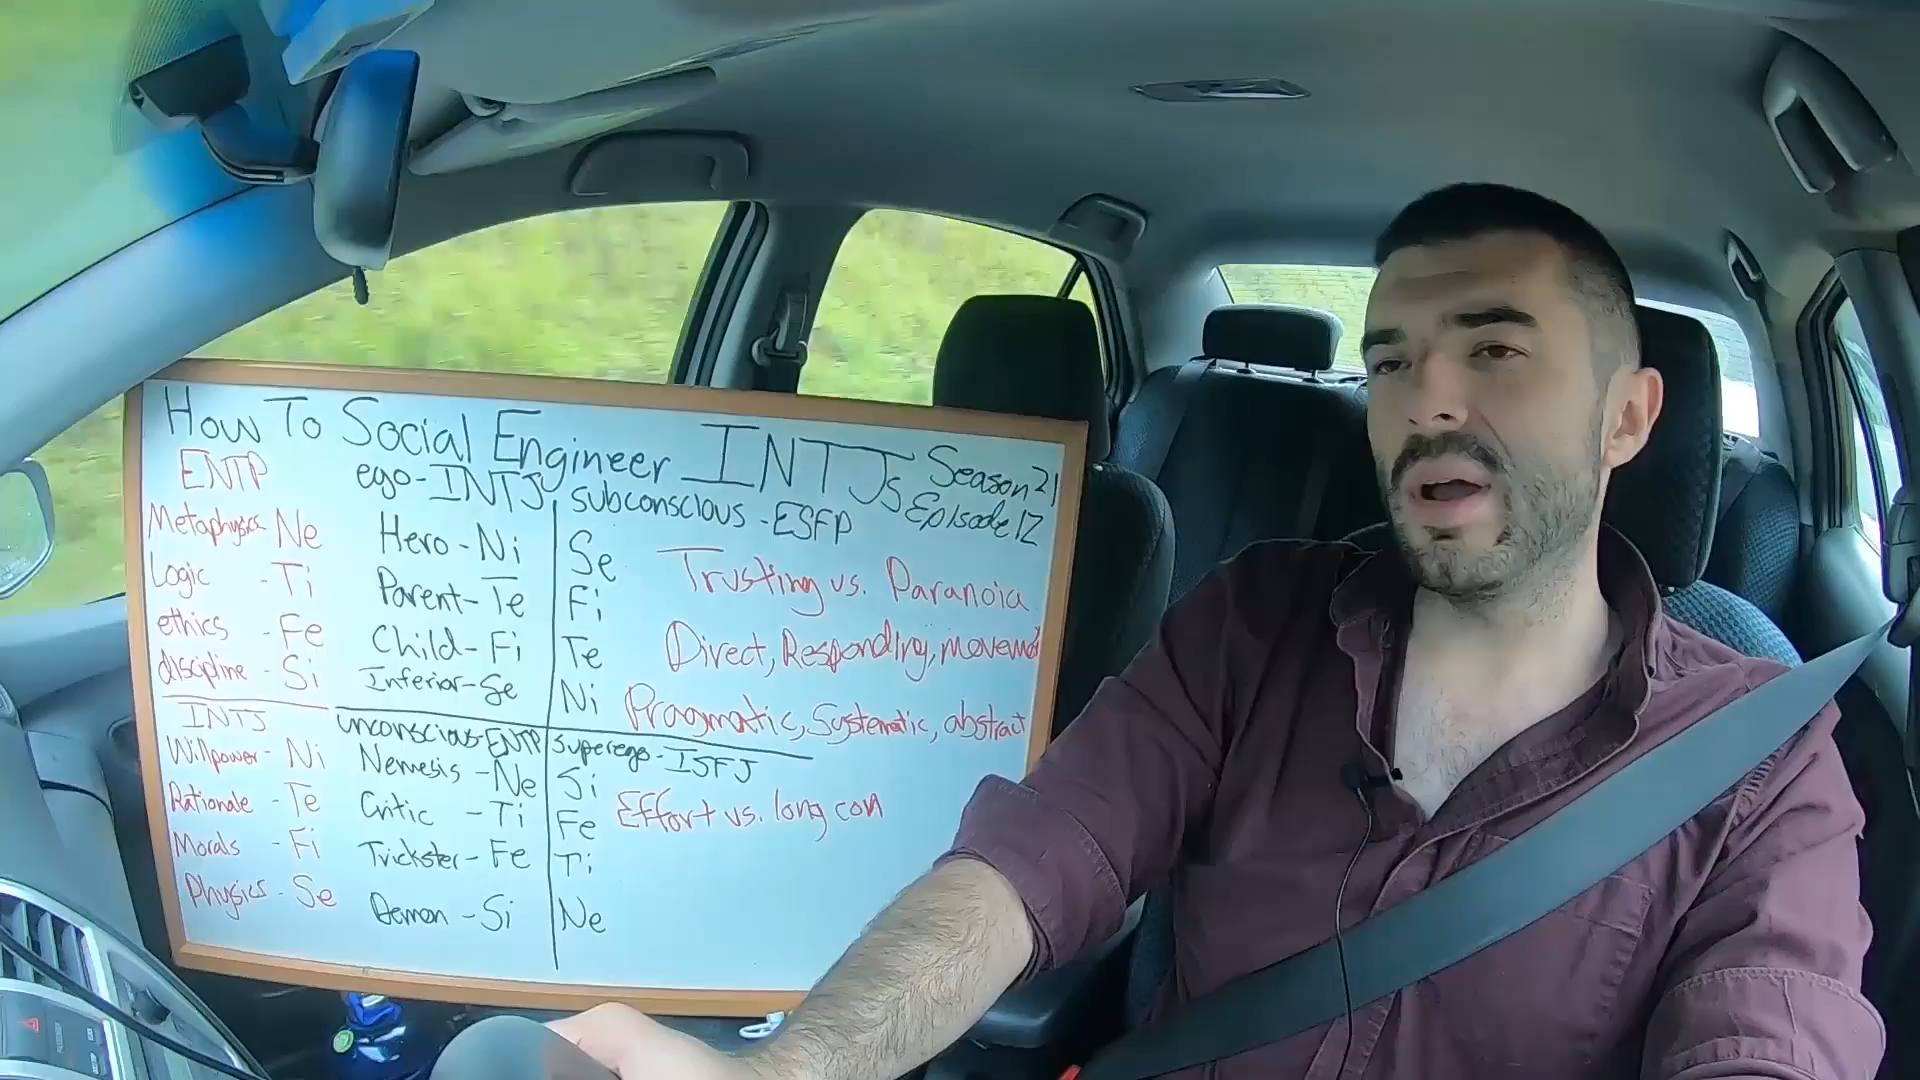 How To Social Engineer INTJs
Season 21
Episode 12
ENTP
Metaphysics Ne
Logic - Ti
ethics - Fe
discipline - Si
INTJ
Willpower - Ni
Rationale - Te
Morals - Fi
Physics - Se
ego - INTJ
Hero - Ni
Parent - Te
Child - Fi
Inferior - Se
subconscious - ESFP
Se
Fi
Te
Ni
unconscious - ENTP
Nemesis - Ne
Critic - Ti
Trickster - Fe
Demon - Si
superego - ISFJ
Si
Fe
Ti
Ne
Trusting vs. Paranoia
Direct, Responding, movement
Pragmatic, Systematic, abstract
Effort vs. long con